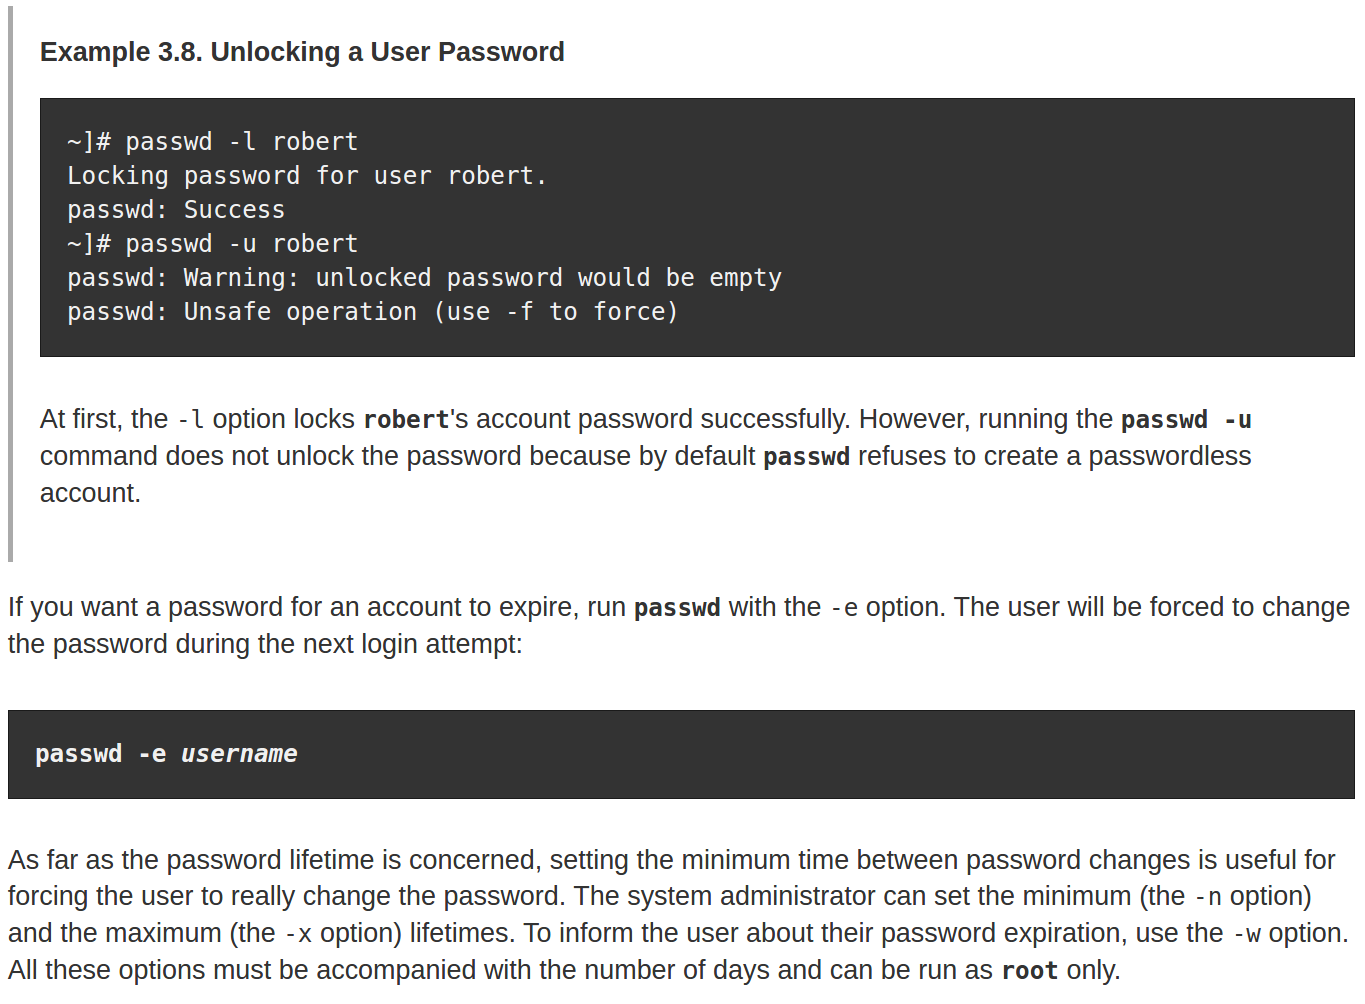 Example 3.8. Unlocking a User Password
~]# passwd -l robert
Locking password for user robert.
passwd: Success
~]# passwd -u robert
passwd: Warning: unlocked password would be empty
passwd: Unsafe operation (use -f to force)
At first, the -l option locks robert's account password successfully. However, running the passwd -u
command does not unlock the password because by default passwd refuses to create a passwordless
account.
If you want a password for an account to expire, run passwd with the -e option. The user will be forced to change
the password during the next login attempt:
passwd -e username
As far as the password lifetime is concerned, setting the minimum time between password changes is useful for
forcing the user to really change the password. The system administrator can set the minimum (the -n option)
and the maximum (the -x option) lifetimes. To inform the user about their password expiration, use the -w option.
All these options must be accompanied with the number of days and can be run as root only.